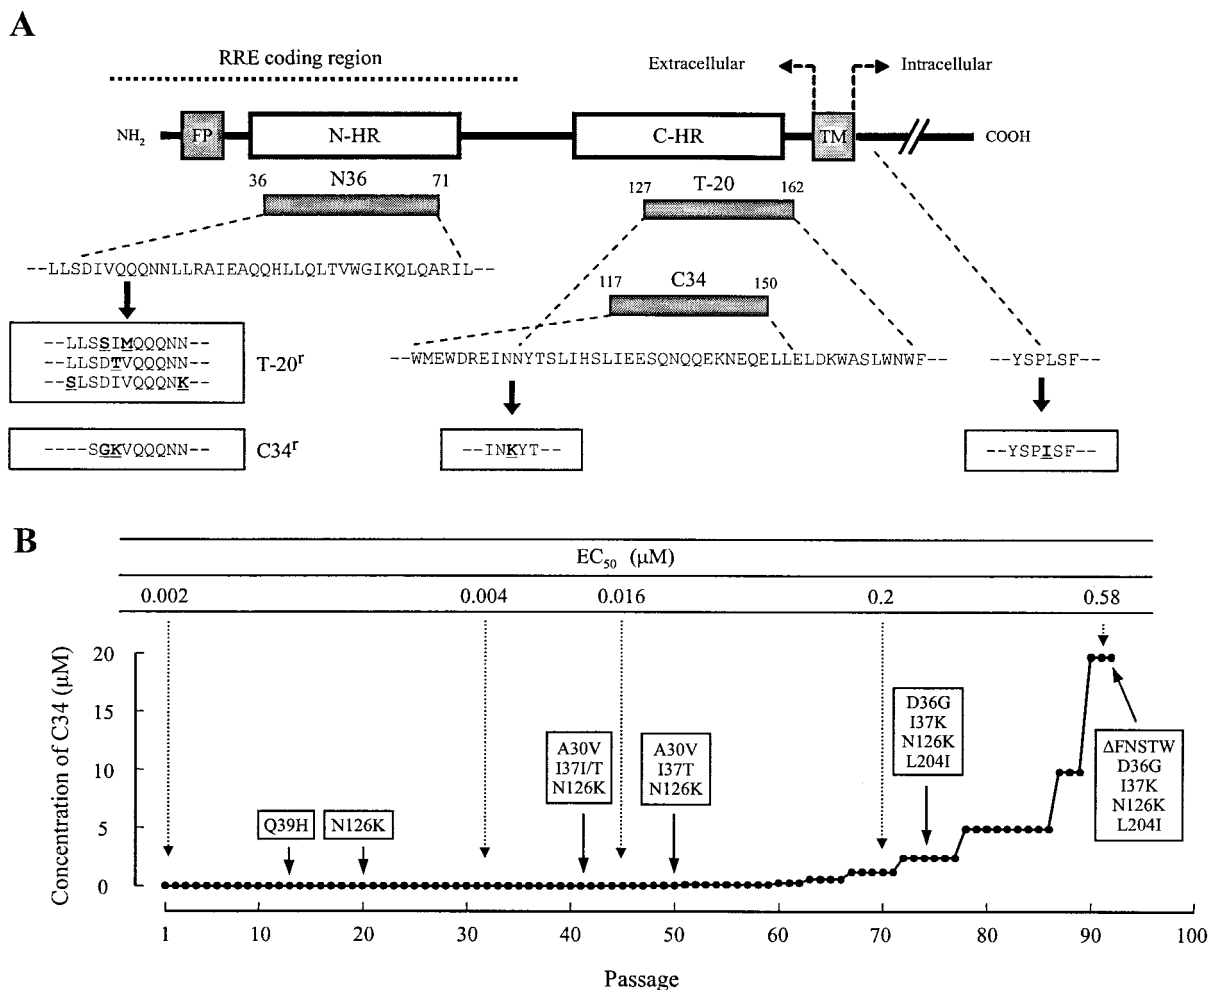 A
RRE coding region
Extracellular
Intracellular
NH2
FP
N-HR
C-HR
TM
COOH
36
N36
71
127
T-20
162
--LLSDIVQQQNNLLRAIEAQQHLLQLTVWGIKQLQARIL--
117
C34
150
--LLSSIMQQQNN--
--LLSDTVQQQNN--
--SLSDIVQQQNK--
T-20r
--WMEWDREINNYTSLIHSLIEESQNQQEKNEQELLELDKWASLWNWF--
--YSPLSF--
----SGKVQQQNN--
C34r
--INKYT--
--YSPISF--
B
EC50 (μM)
0.002
0.004
0.016
0.2
0.58
Concentration of C34 (μM)
20
15
10
5
0
Q39H
N126K
A30V
I37I/T
N126K
A30V
I37T
N126K
D36G
I37K
N126K
L204I
ΔFNSTW
D36G
I37K
N126K
L204I
1
10
20
30
40
50
60
70
80
90
100
Passage